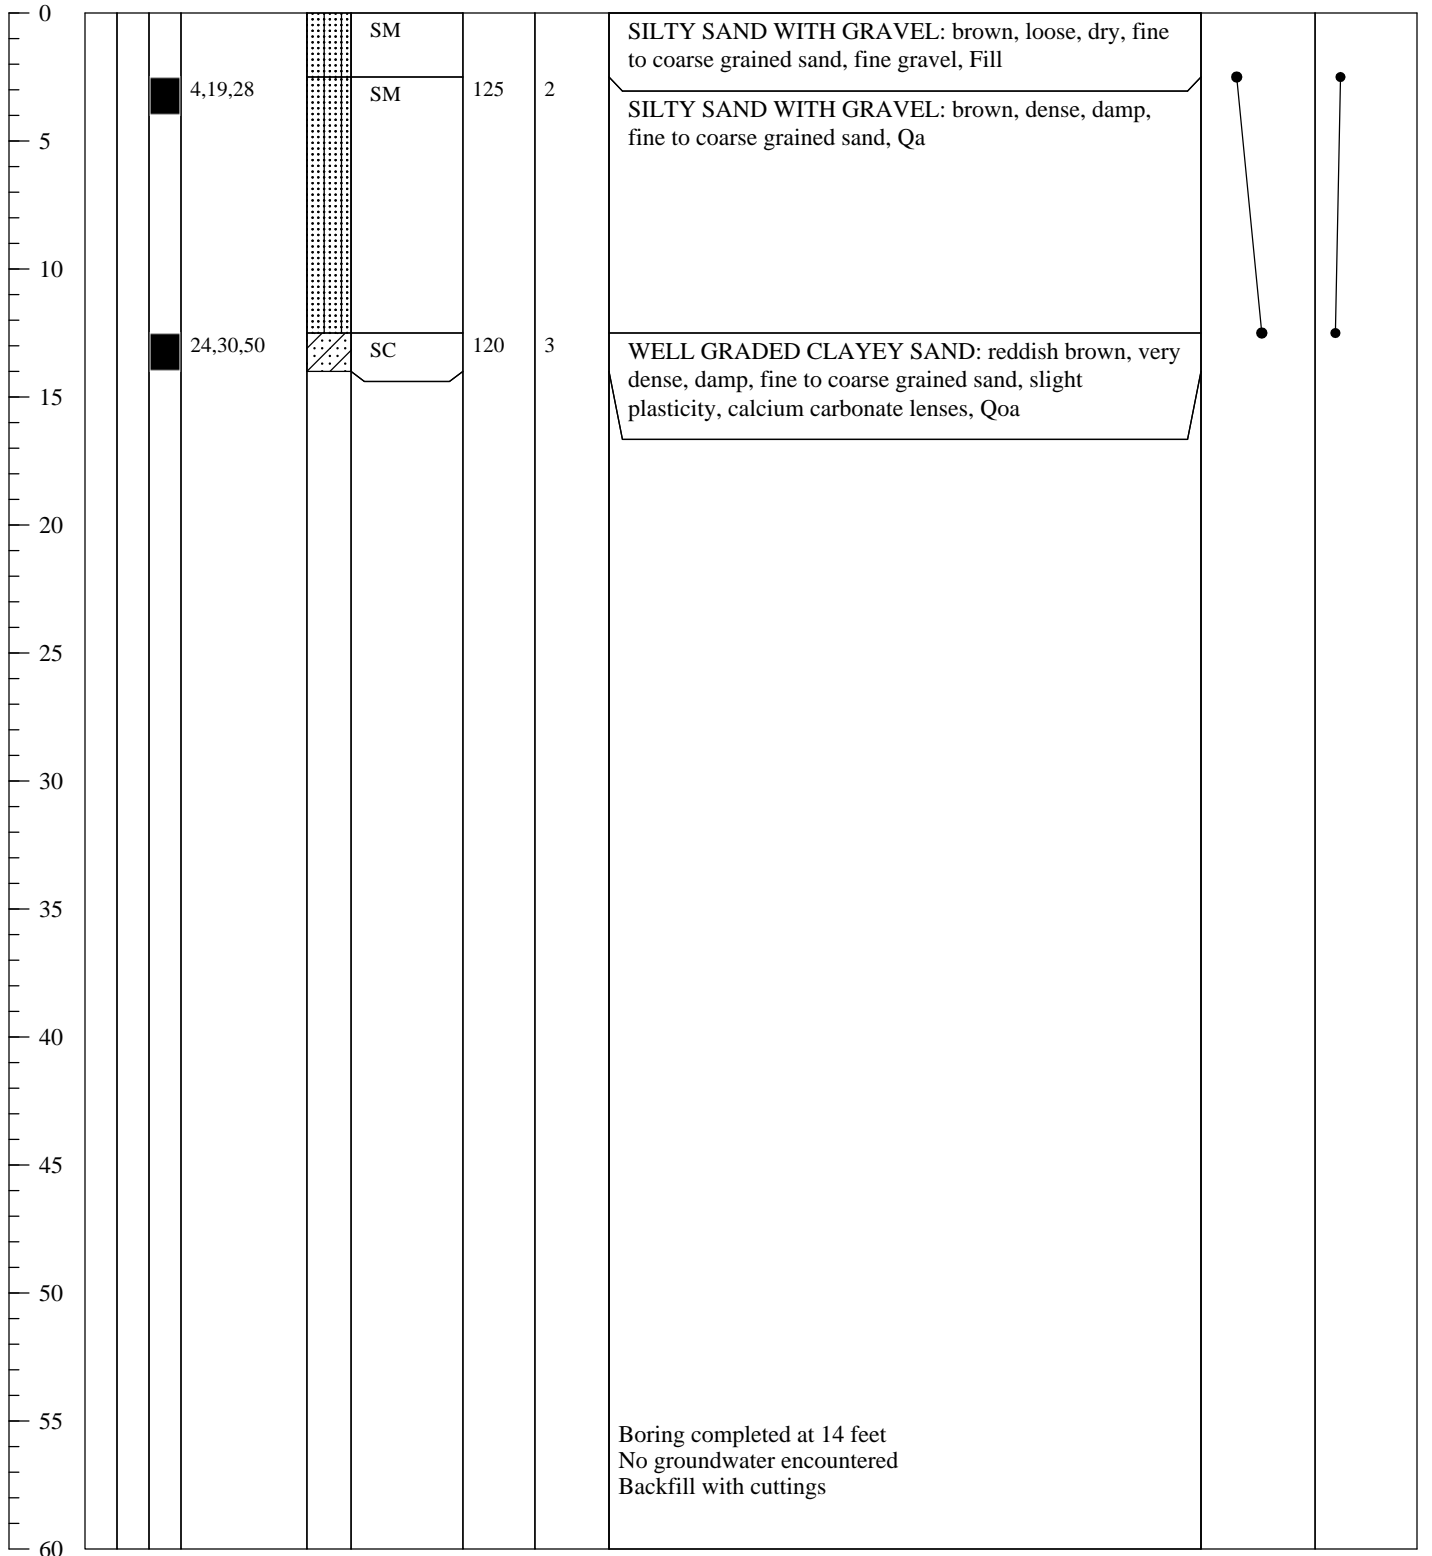 0
SM
SILTY SAND WITH GRAVEL: brown, loose, dry, fine
to coarse grained sand, fine gravel, Fill
4,19,28
SM
125
2
SILTY SAND WITH GRAVEL: brown, dense, damp,
fine to coarse grained sand, Qa
5
10
24,30,50
SC
120
3
WELL GRADED CLAYEY SAND: reddish brown, very
dense, damp, fine to coarse grained sand, slight
plasticity, calcium carbonate lenses, Qoa
15
20
25
30
35
40
45
50
55
Boring completed at 14 feet
No groundwater encountered
Backfill with cuttings
60